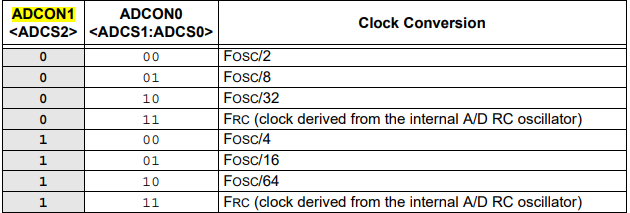 ADCON1 ADCON0 Clock Conversion
<ADCS2> <ADCS1:ADCS0>
0 00 FOSC/2
0 01 FOSC/8
0 10 FOSC/32
0 11 FRC (clock derived from the internal A/D RC oscillator)
1 00 FOSC/4
1 01 FOSC/16
1 10 FOSC/64
1 11 FRC (clock derived from the internal A/D RC oscillator)